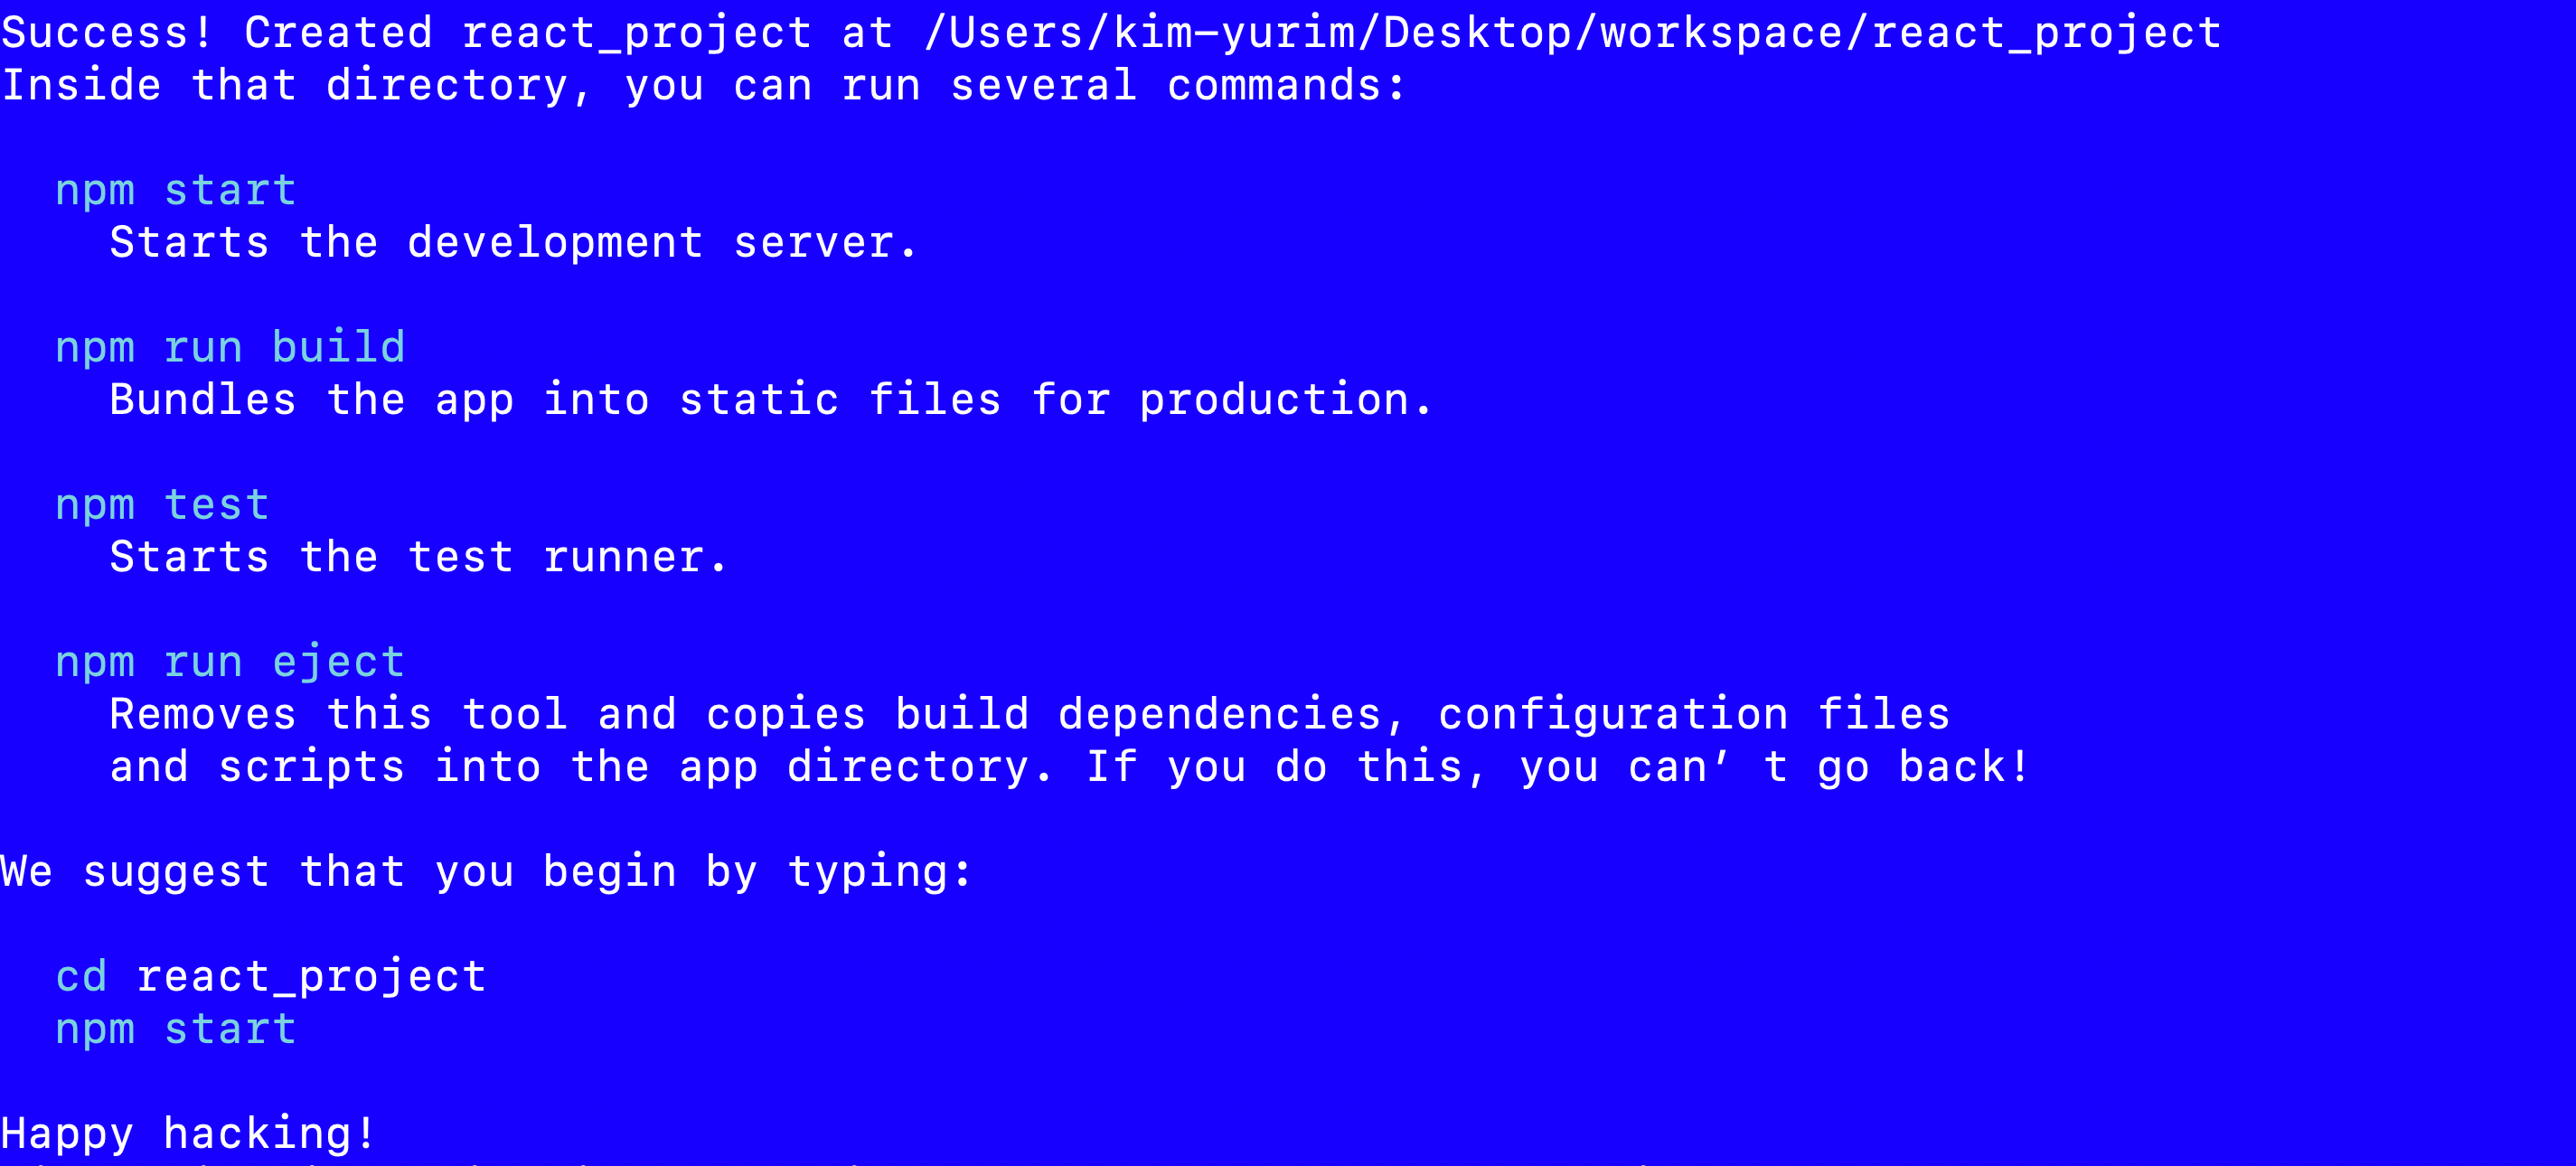 Success! Created react_project at /Users/kim-yurim/Desktop/workspace/react_project
Inside that directory, you can run several commands:
npm start
Starts the development server.
npm run build
Bundles the app into static files for production.
npm test
Starts the test runner.
npm run eject
Removes this tool and copies build dependencies, configuration files
and scripts into the app directory. If you do this, you can’ t go back!
We suggest that you begin by typing:
cd react_project
npm start
Happy hacking!